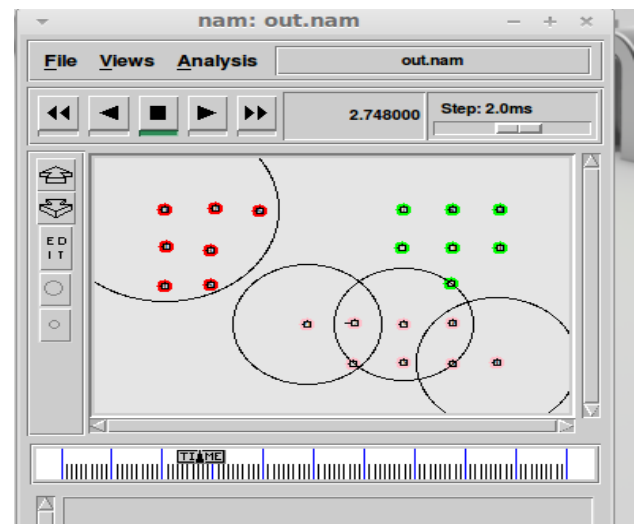 nam: out.nam
File Views Analysis out.nam
2.748000 Step: 2.0ms
ED
IT
TIME